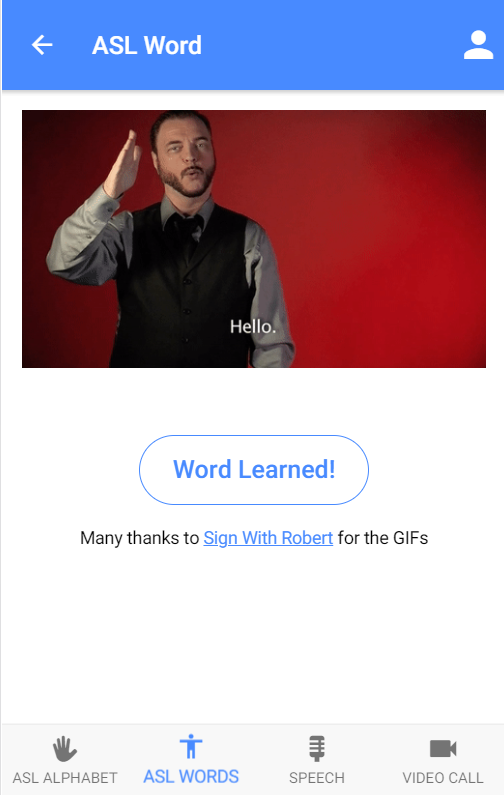 ASL Word
Hello.
Word Learned!
Many thanks to Sign With Robert for the GIFs
ASL ALPHABET
ASL WORDS
SPEECH
VIDEO CALL